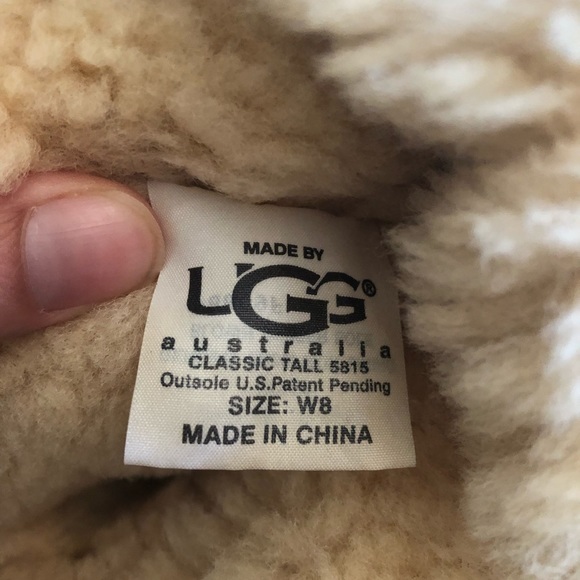 MADE BY
UGG®
australia
CLASSIC TALL 5815
Outsole U.S.Patent Pending
SIZE: W8
MADE IN CHINA